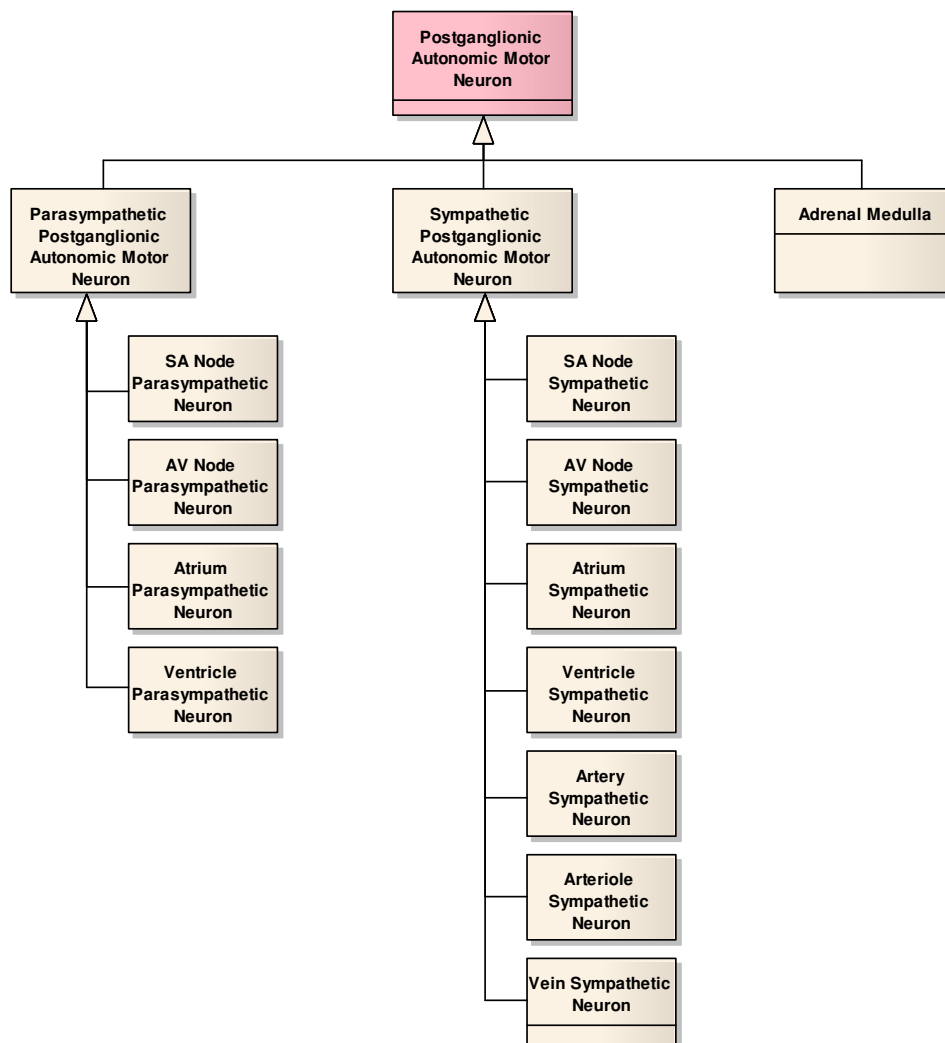 Postganglionic
Autonomic Motor
Neuron
Parasympathetic
Postganglionic
Autonomic Motor
Neuron
Sympathetic
Postganglionic
Autonomic Motor
Neuron
Adrenal Medulla
SA Node
Parasympathetic
Neuron
AV Node
Parasympathetic
Neuron
Atrium
Parasympathetic
Neuron
Ventricle
Parasympathetic
Neuron
SA Node
Sympathetic
Neuron
AV Node
Sympathetic
Neuron
Atrium
Sympathetic
Neuron
Ventricle
Sympathetic
Neuron
Artery
Sympathetic
Neuron
Arteriole
Sympathetic
Neuron
Vein Sympathetic
Neuron